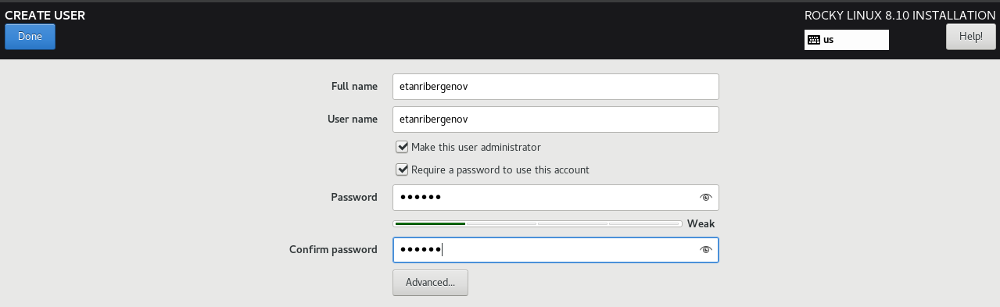 CREATE USER
ROCKY LINUX 8.10 INSTALLATION
Done
us
Help!
Full name
etanribergenov
User name
etanribergenov
Make this user administrator
Require a password to use this account
Password
●●●●●●
Weak
Confirm password
●●●●●●
Advanced...